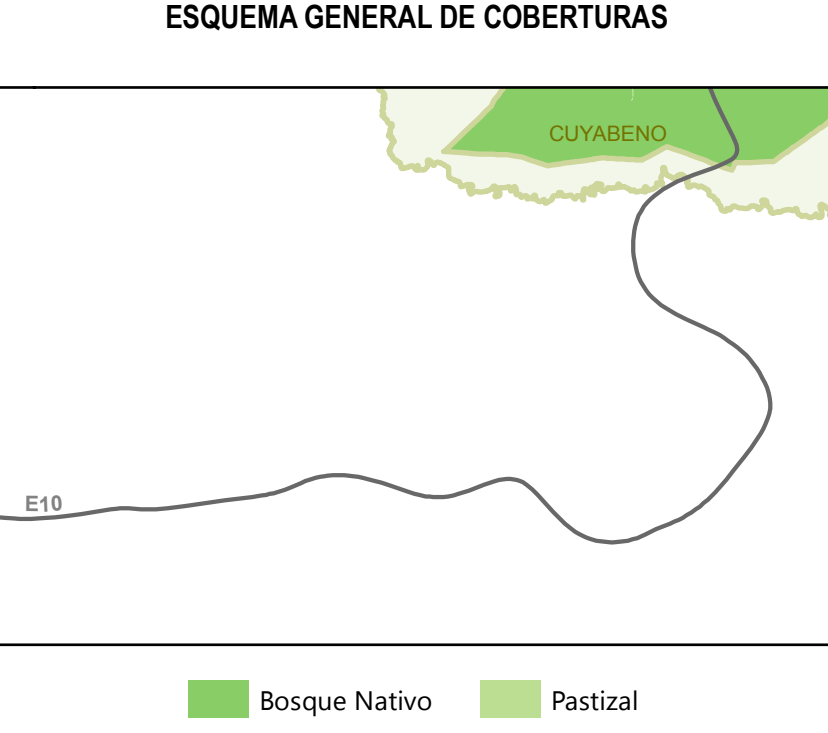 ESQUEMA GENERAL DE COBERTURAS
CUYABENO
E10
Bosque Nativo
Pastizal